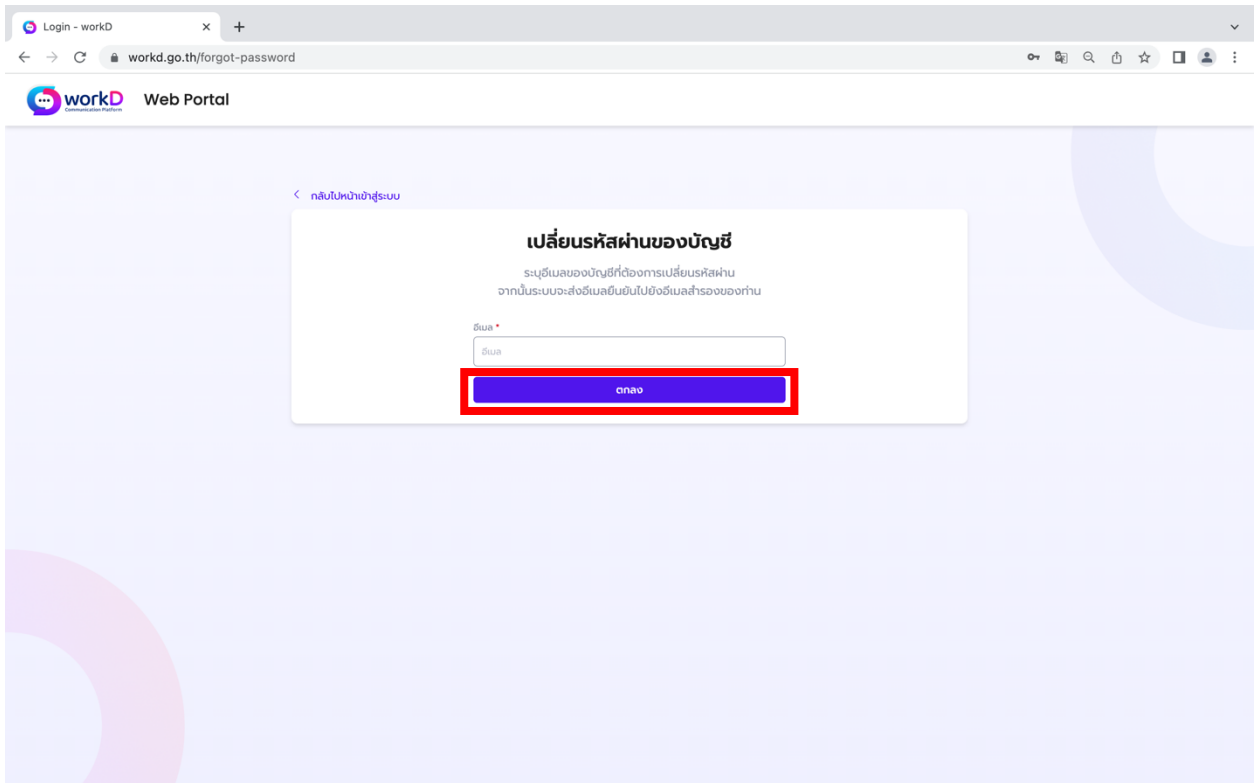 Login - workD
workd.go.th/forgot-password
workD
Communication Platform
Web Portal
กลับไปหน้าเข้าสู่ระบบ
เปลี่ยนรหัสผ่านของบัญชี
ระบุอีเมลของบัญชีที่ต้องการเปลี่ยนรหัสผ่าน
จากนั้นระบบจะส่งอีเมลยืนยันไปยังอีเมลสำรองของท่าน
อีเมล *
อีเมล
ตกลง